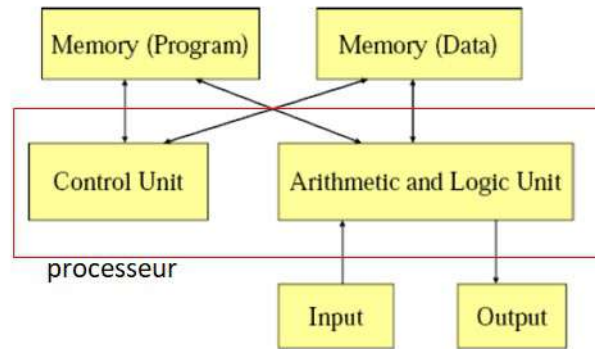 Memory (Program)
Memory (Data)
Control Unit
Arithmetic and Logic Unit
processeur
Input
Output